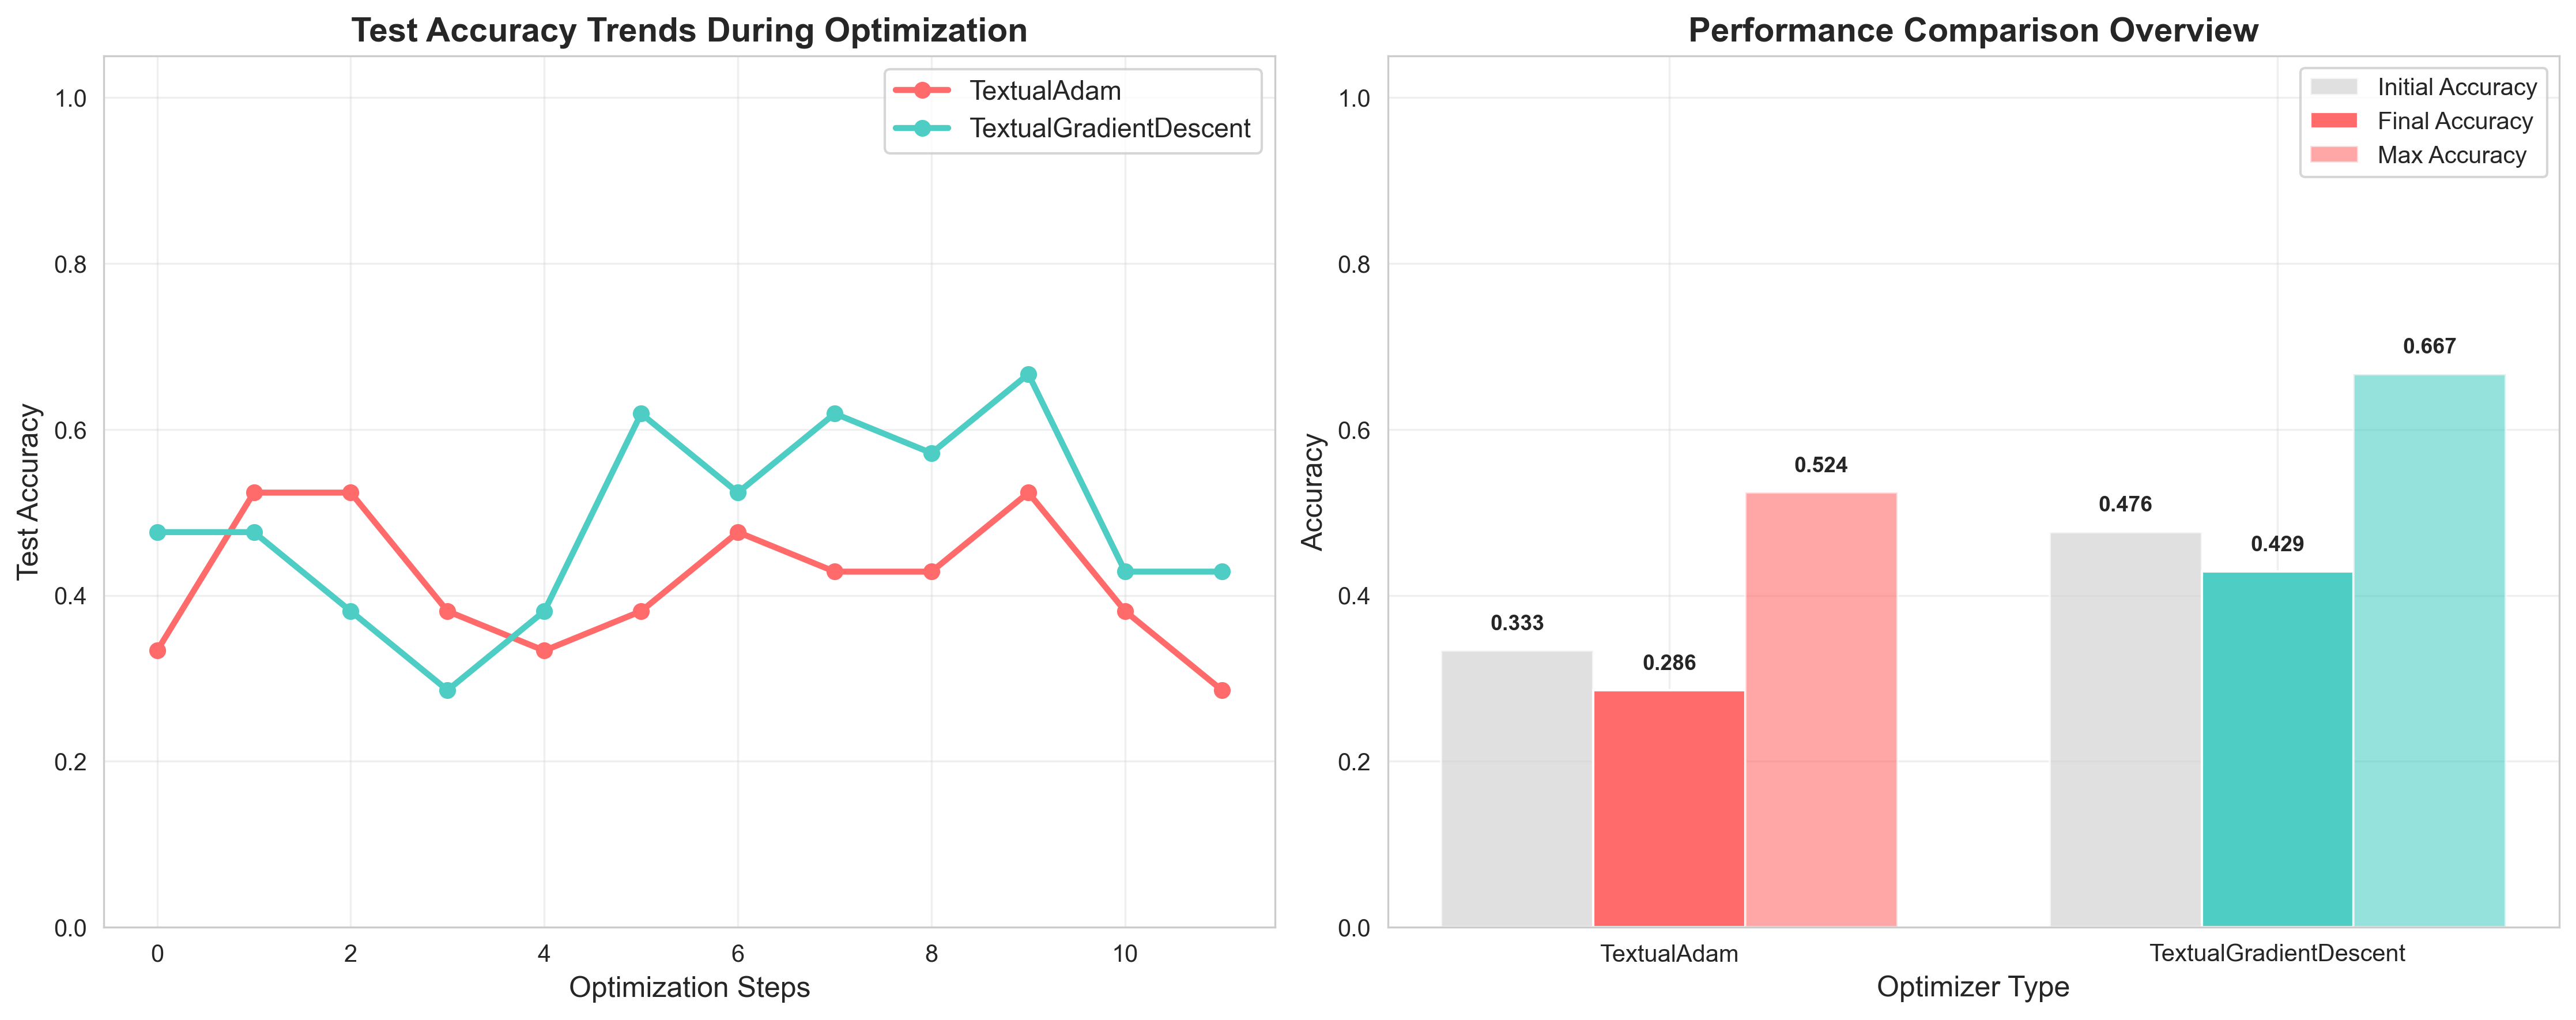 Test Accuracy Trends During Optimization
TextualAdam
TextualGradientDescent
1.0
0.8
0.6
0.4
0.2
0.0
Test Accuracy
0 2 4 6 8 10
Optimization Steps
Performance Comparison Overview
Initial Accuracy
Final Accuracy
Max Accuracy
1.0
0.8
0.6
0.4
0.2
0.0
Accuracy
0.333
0.286
0.524
0.476
0.429
0.667
TextualAdam TextualGradientDescent
Optimizer Type